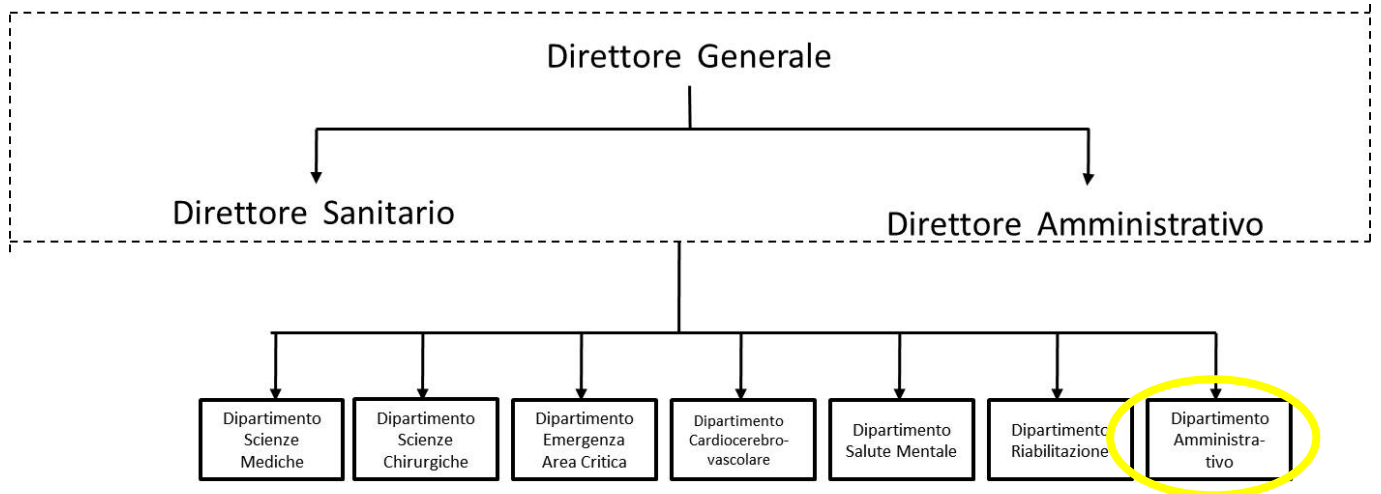 Direttore Generale
Direttore Sanitario
Direttore Amministrativo
Dipartimento
Scienze
Mediche
Dipartimento
Scienze
Chirurgiche
Dipartimento
Emergenza
Area Critica
Dipartimento
Cardiocerebro-
vascolare
Dipartimento
Salute Mentale
Dipartimento
Riabilitazione
Dipartimento
Amministra-
tivo